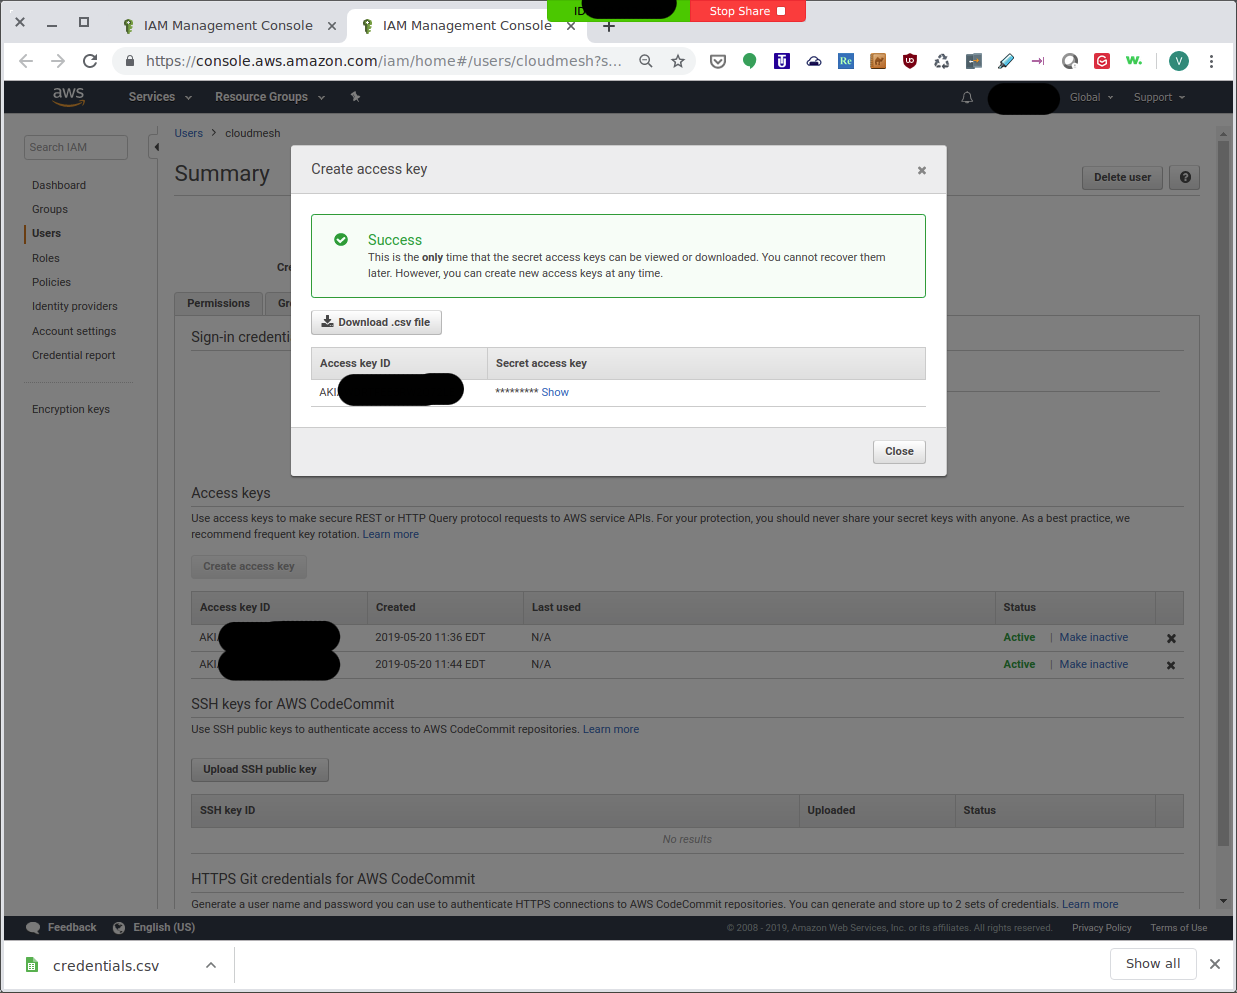 IAM Management Console
IAM Management Console
ID
Stop Share
https://console.aws.amazon.com/iam/home#/users/cloudmesh?s...
Re
V
aws
Services
Resource Groups
Global
Support
Search IAM
Dashboard
Groups
Users
Roles
Policies
Identity providers
Account settings
Credential report
Encryption keys
Users > cloudmesh
Summary
Delete user
Permissions
Sign-in credenti
Create access key
Success
This is the only time that the secret access keys can be viewed or downloaded. You cannot recover them
later. However, you can create new access keys at any time.
Download .csv file
Access key ID
Secret access key
AKI
********* Show
Close
Access keys
Use access keys to make secure REST or HTTP Query protocol requests to AWS service APIs. For your protection, you should never share your secret keys with anyone. As a best practice, we
recommend frequent key rotation. Learn more
Create access key
Access key ID
Created
Last used
Status
AKI
2019-05-20 11:36 EDT
N/A
Active | Make inactive
AKI
2019-05-20 11:44 EDT
N/A
Active | Make inactive
SSH keys for AWS CodeCommit
Use SSH public keys to authenticate access to AWS CodeCommit repositories. Learn more
Upload SSH public key
SSH key ID
Uploaded
Status
No results
HTTPS Git credentials for AWS CodeCommit
Generate a user name and password you can use to authenticate HTTPS connections to AWS CodeCommit repositories. You can generate and store up to 2 sets of credentials. Learn more
Feedback
English (US)
© 2008 - 2019, Amazon Web Services, Inc. or its affiliates. All rights reserved.
Privacy Policy
Terms of Use
credentials.csv
Show all